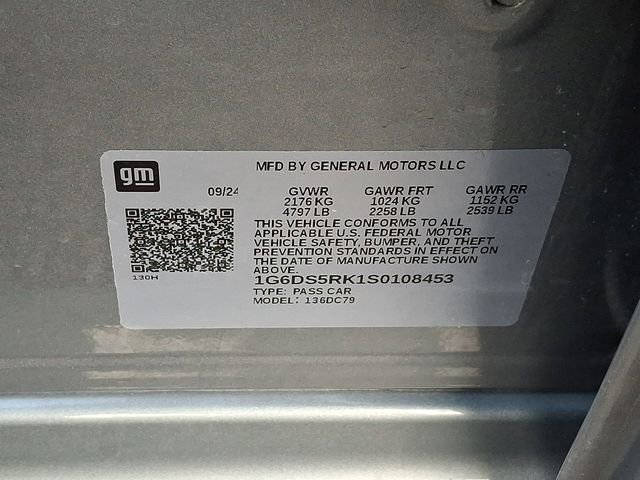 gm
MFD BY GENERAL MOTORS LLC
09/24 GVWR GAWR FRT GAWR RR
2176 KG 1024 KG 1152 KG
4797 LB 2258 LB 2539 LB
THIS VEHICLE CONFORMS TO ALL
APPLICABLE U.S. FEDERAL MOTOR
VEHICLE SAFETY, BUMPER, AND THEFT
PREVENTION STANDARDS IN EFFECT ON
THE DATE OF MANUFACTURE SHOWN
ABOVE.
130H
1G6DS5RK1S0108453
TYPE: PASS CAR
MODEL: 136DC79